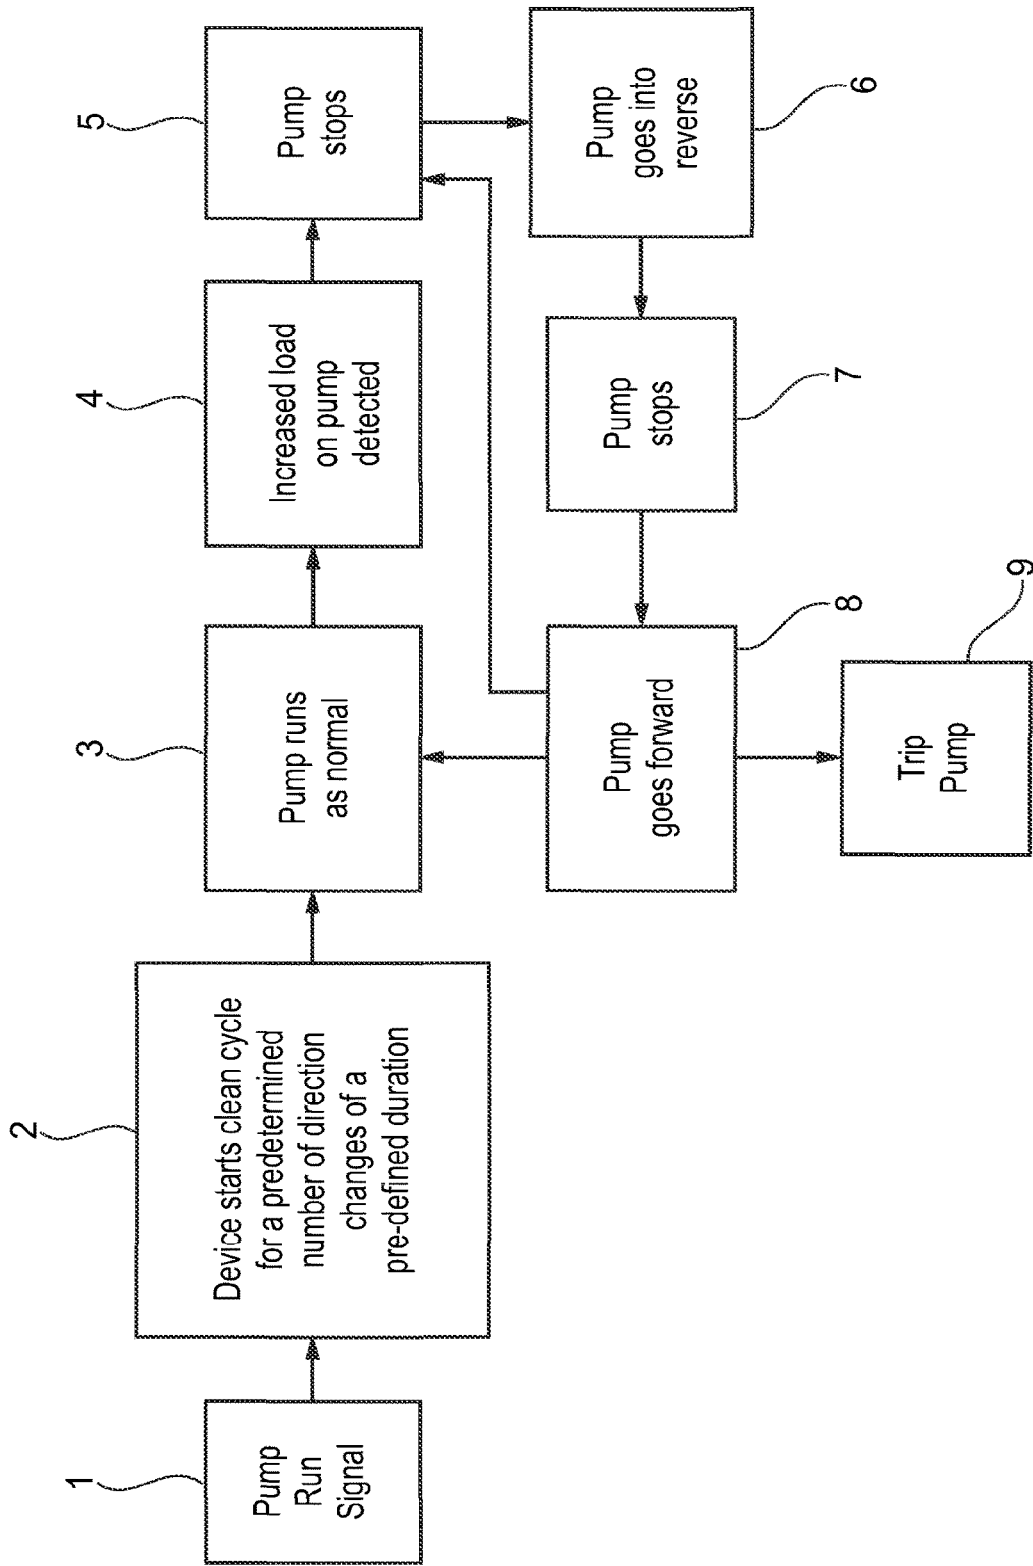 1
Pump
Run
Signal
2
Device starts clean cycle
for a predetermined
number of direction
changes of a
pre-defined duration
3
Pump runs
as normal
4
Increased load
on pump
detected
5
Pump
stops
6
Pump
goes into
reverse
7
Pump
stops
8
Pump
goes forward
9
Trip
Pump